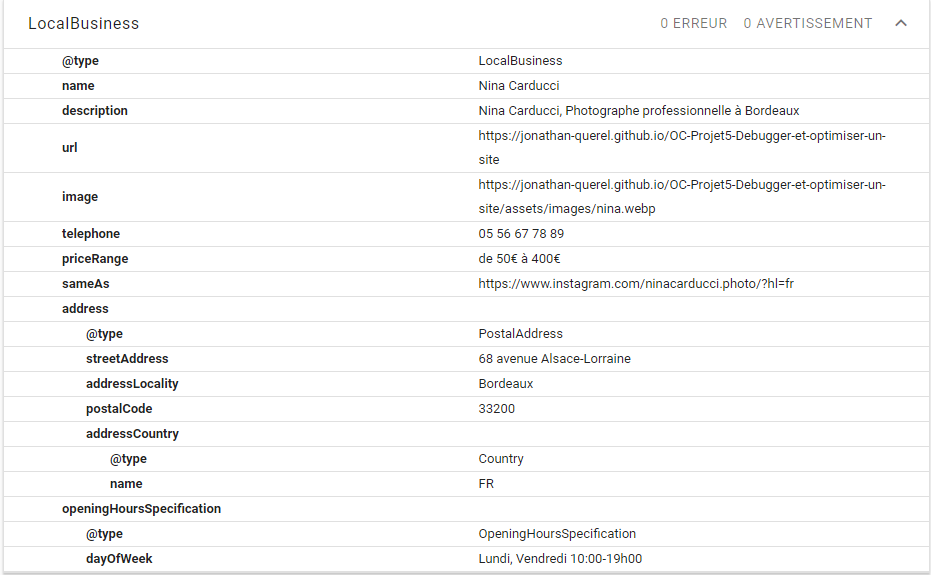 LocalBusiness 0 ERREUR 0 AVERTISSEMENT
@type LocalBusiness
name Nina Carducci
description Nina Carducci, Photographe professionnelle à Bordeaux
url https://jonathan-querel.github.io/OC-Projet5-Debugger-et-optimiser-un-
site
image https://jonathan-querel.github.io/OC-Projet5-Debugger-et-optimiser-un-
site/assets/images/nina.webp
telephone 05 56 67 78 89
priceRange de 50€ à 400€
sameAs https://www.instagram.com/ninacarducci.photo/?hl=fr
address
@type PostalAddress
streetAddress 68 avenue Alsace-Lorraine
addressLocality Bordeaux
postalCode 33200
addressCountry
@type Country
name FR
openingHoursSpecification
@type OpeningHoursSpecification
dayOfWeek Lundi, Vendredi 10:00-19h00